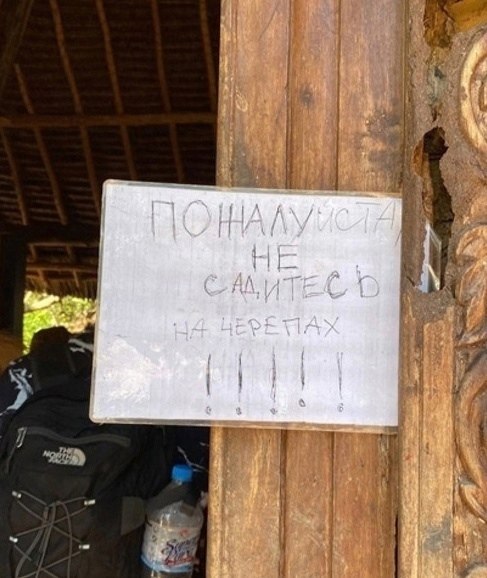 ПОЖАЛУЙСТА,
НЕ
САДИТЕСЬ
НА ЧЕРЕПАХ
!!!!!
THE
NORTH
FACE